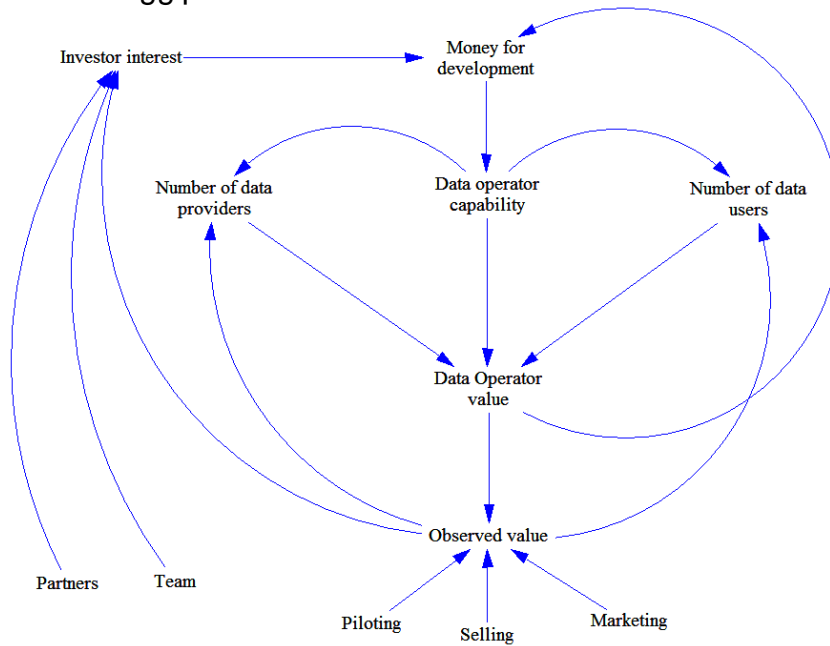 Investor interest
Money for
development
Number of data
providers
Data operator
capability
Number of data
users
Data Operator
value
Observed value
Partners
Team
Piloting
Selling
Marketing